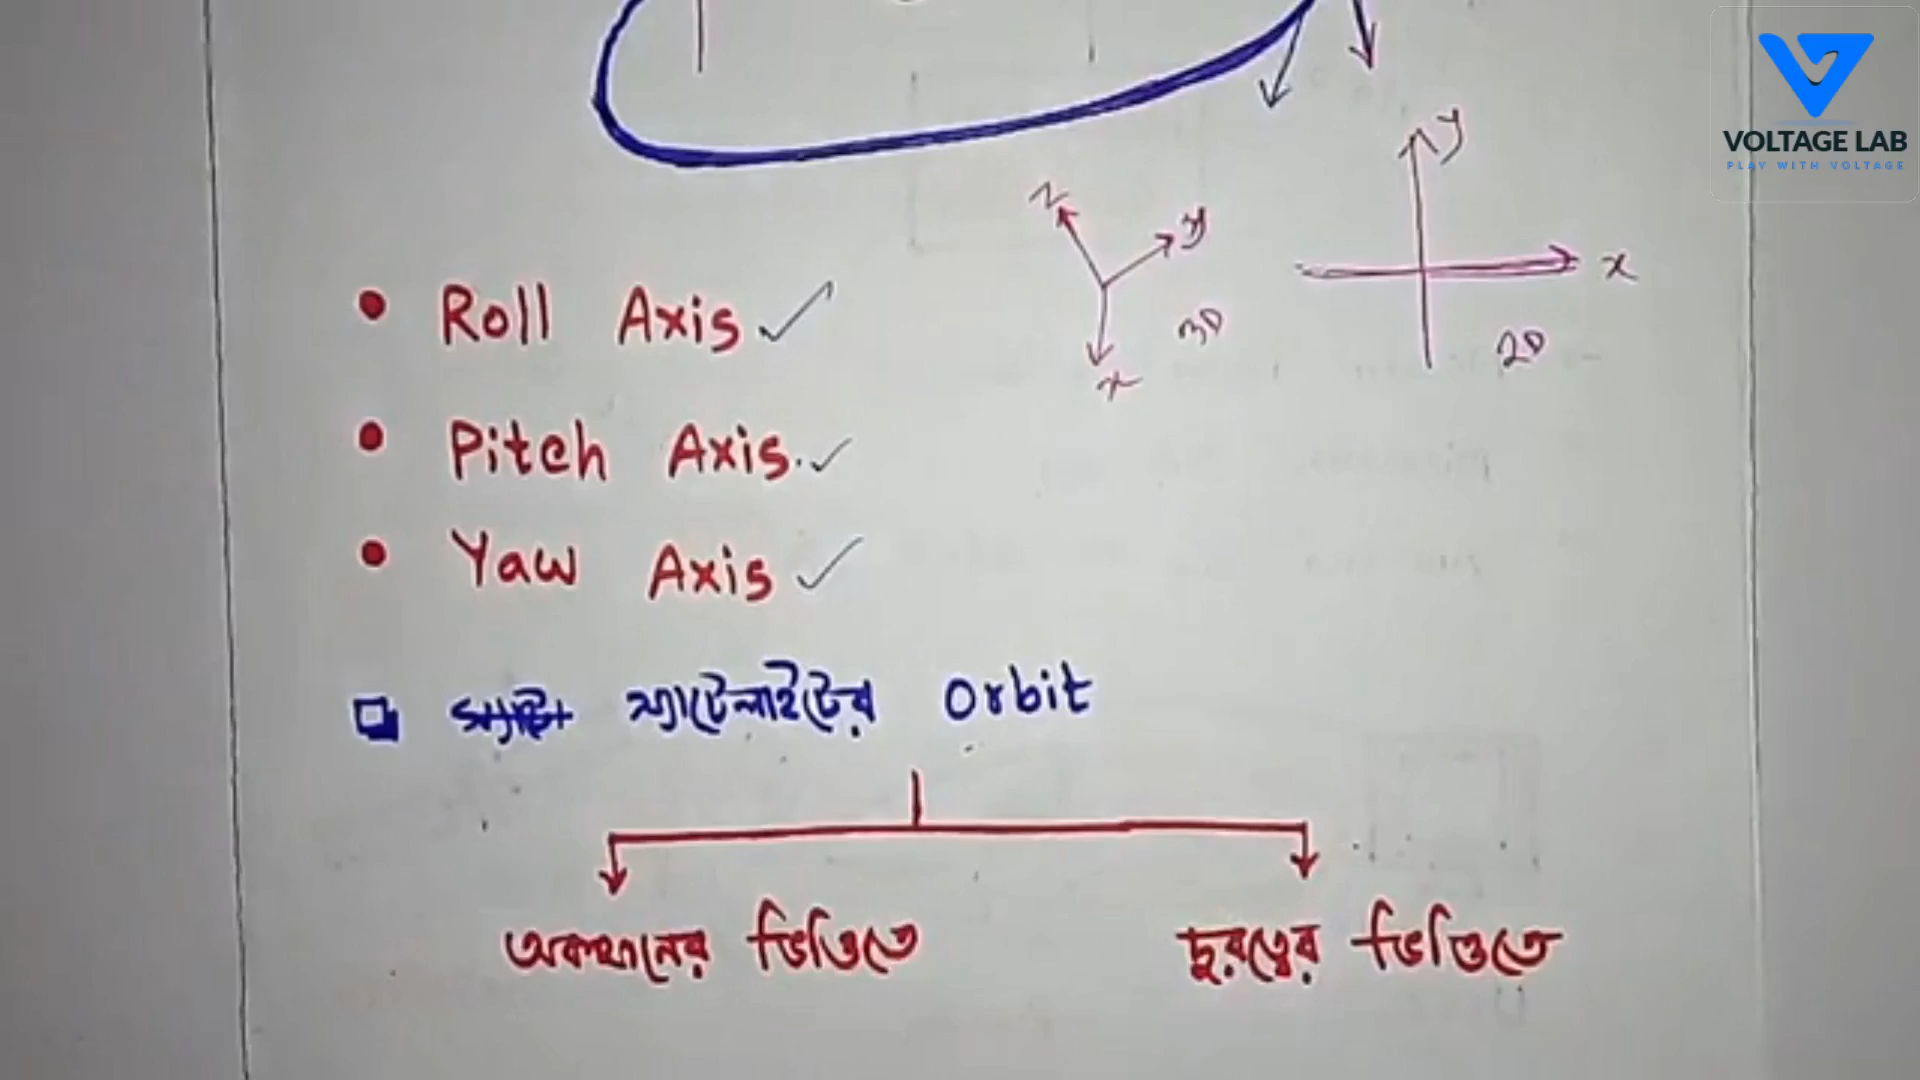 VOLTAGE LAB
PLAY WITH VOLTAGE
y
z
y
x
x
3D
2D
• Roll Axis ✓
• Pitch Axis. ✓
• Yaw Axis ✓
স্যাটেলাইটের Orbit
অবস্থানের ভিত্তিতে
দুরত্বের ভিত্তিতে